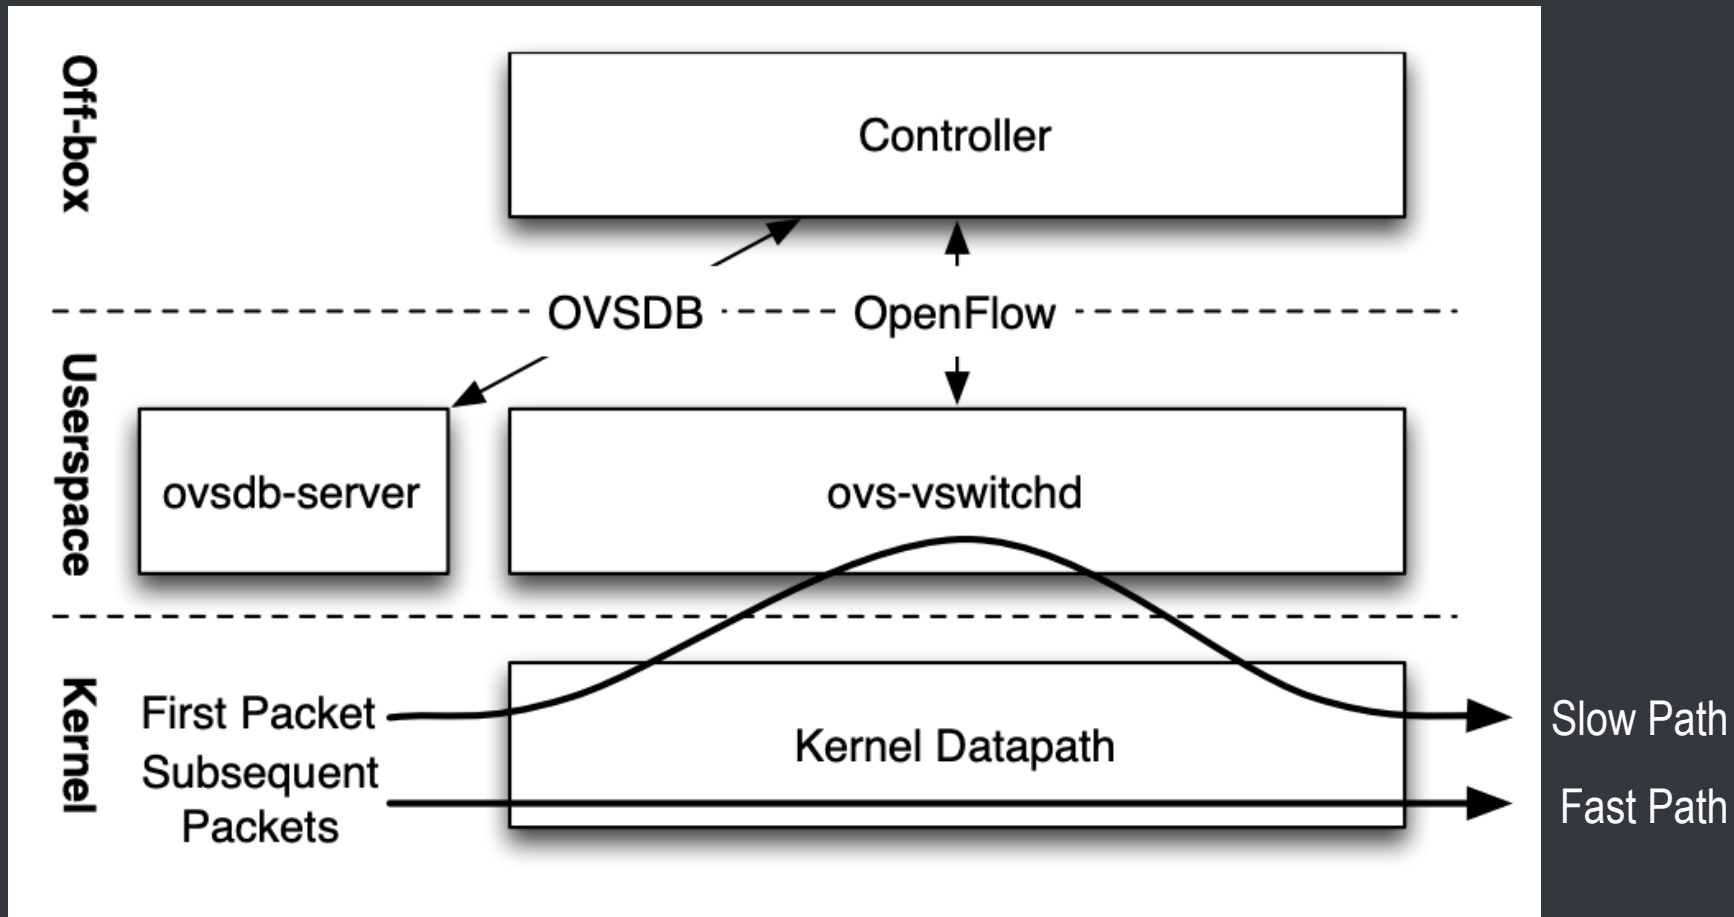 Off-box
Controller
OVSDB
OpenFlow
Userspace
ovsdb-server
ovs-vswitchd
Kernel
First Packet
Subsequent
Packets
Kernel Datapath
Slow Path
Fast Path